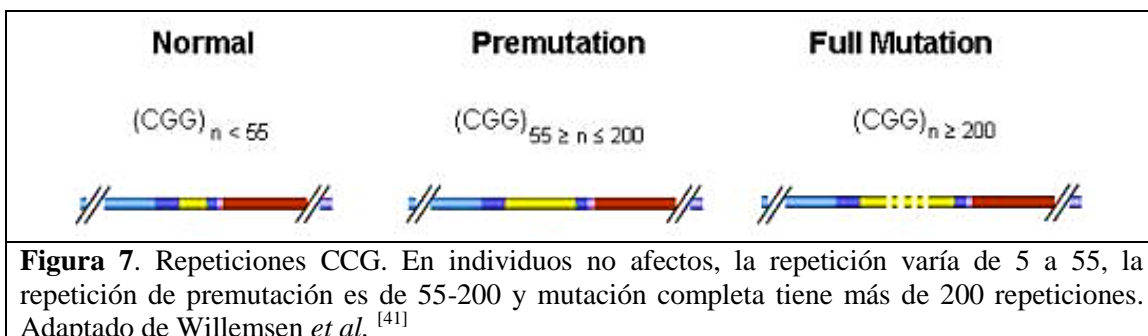 Normal Premutation Full Mutation
(CGG) n < 55 (CGG) 55 ≥ n ≤ 200 (CGG) n ≥ 200
Figura 7. Repeticiones CCG. En individuos no afectos, la repetición varía de 5 a 55, la
repetición de premutación es de 55-200 y mutación completa tiene más de 200 repeticiones.
Adaptado de Willemsen et al. [41]